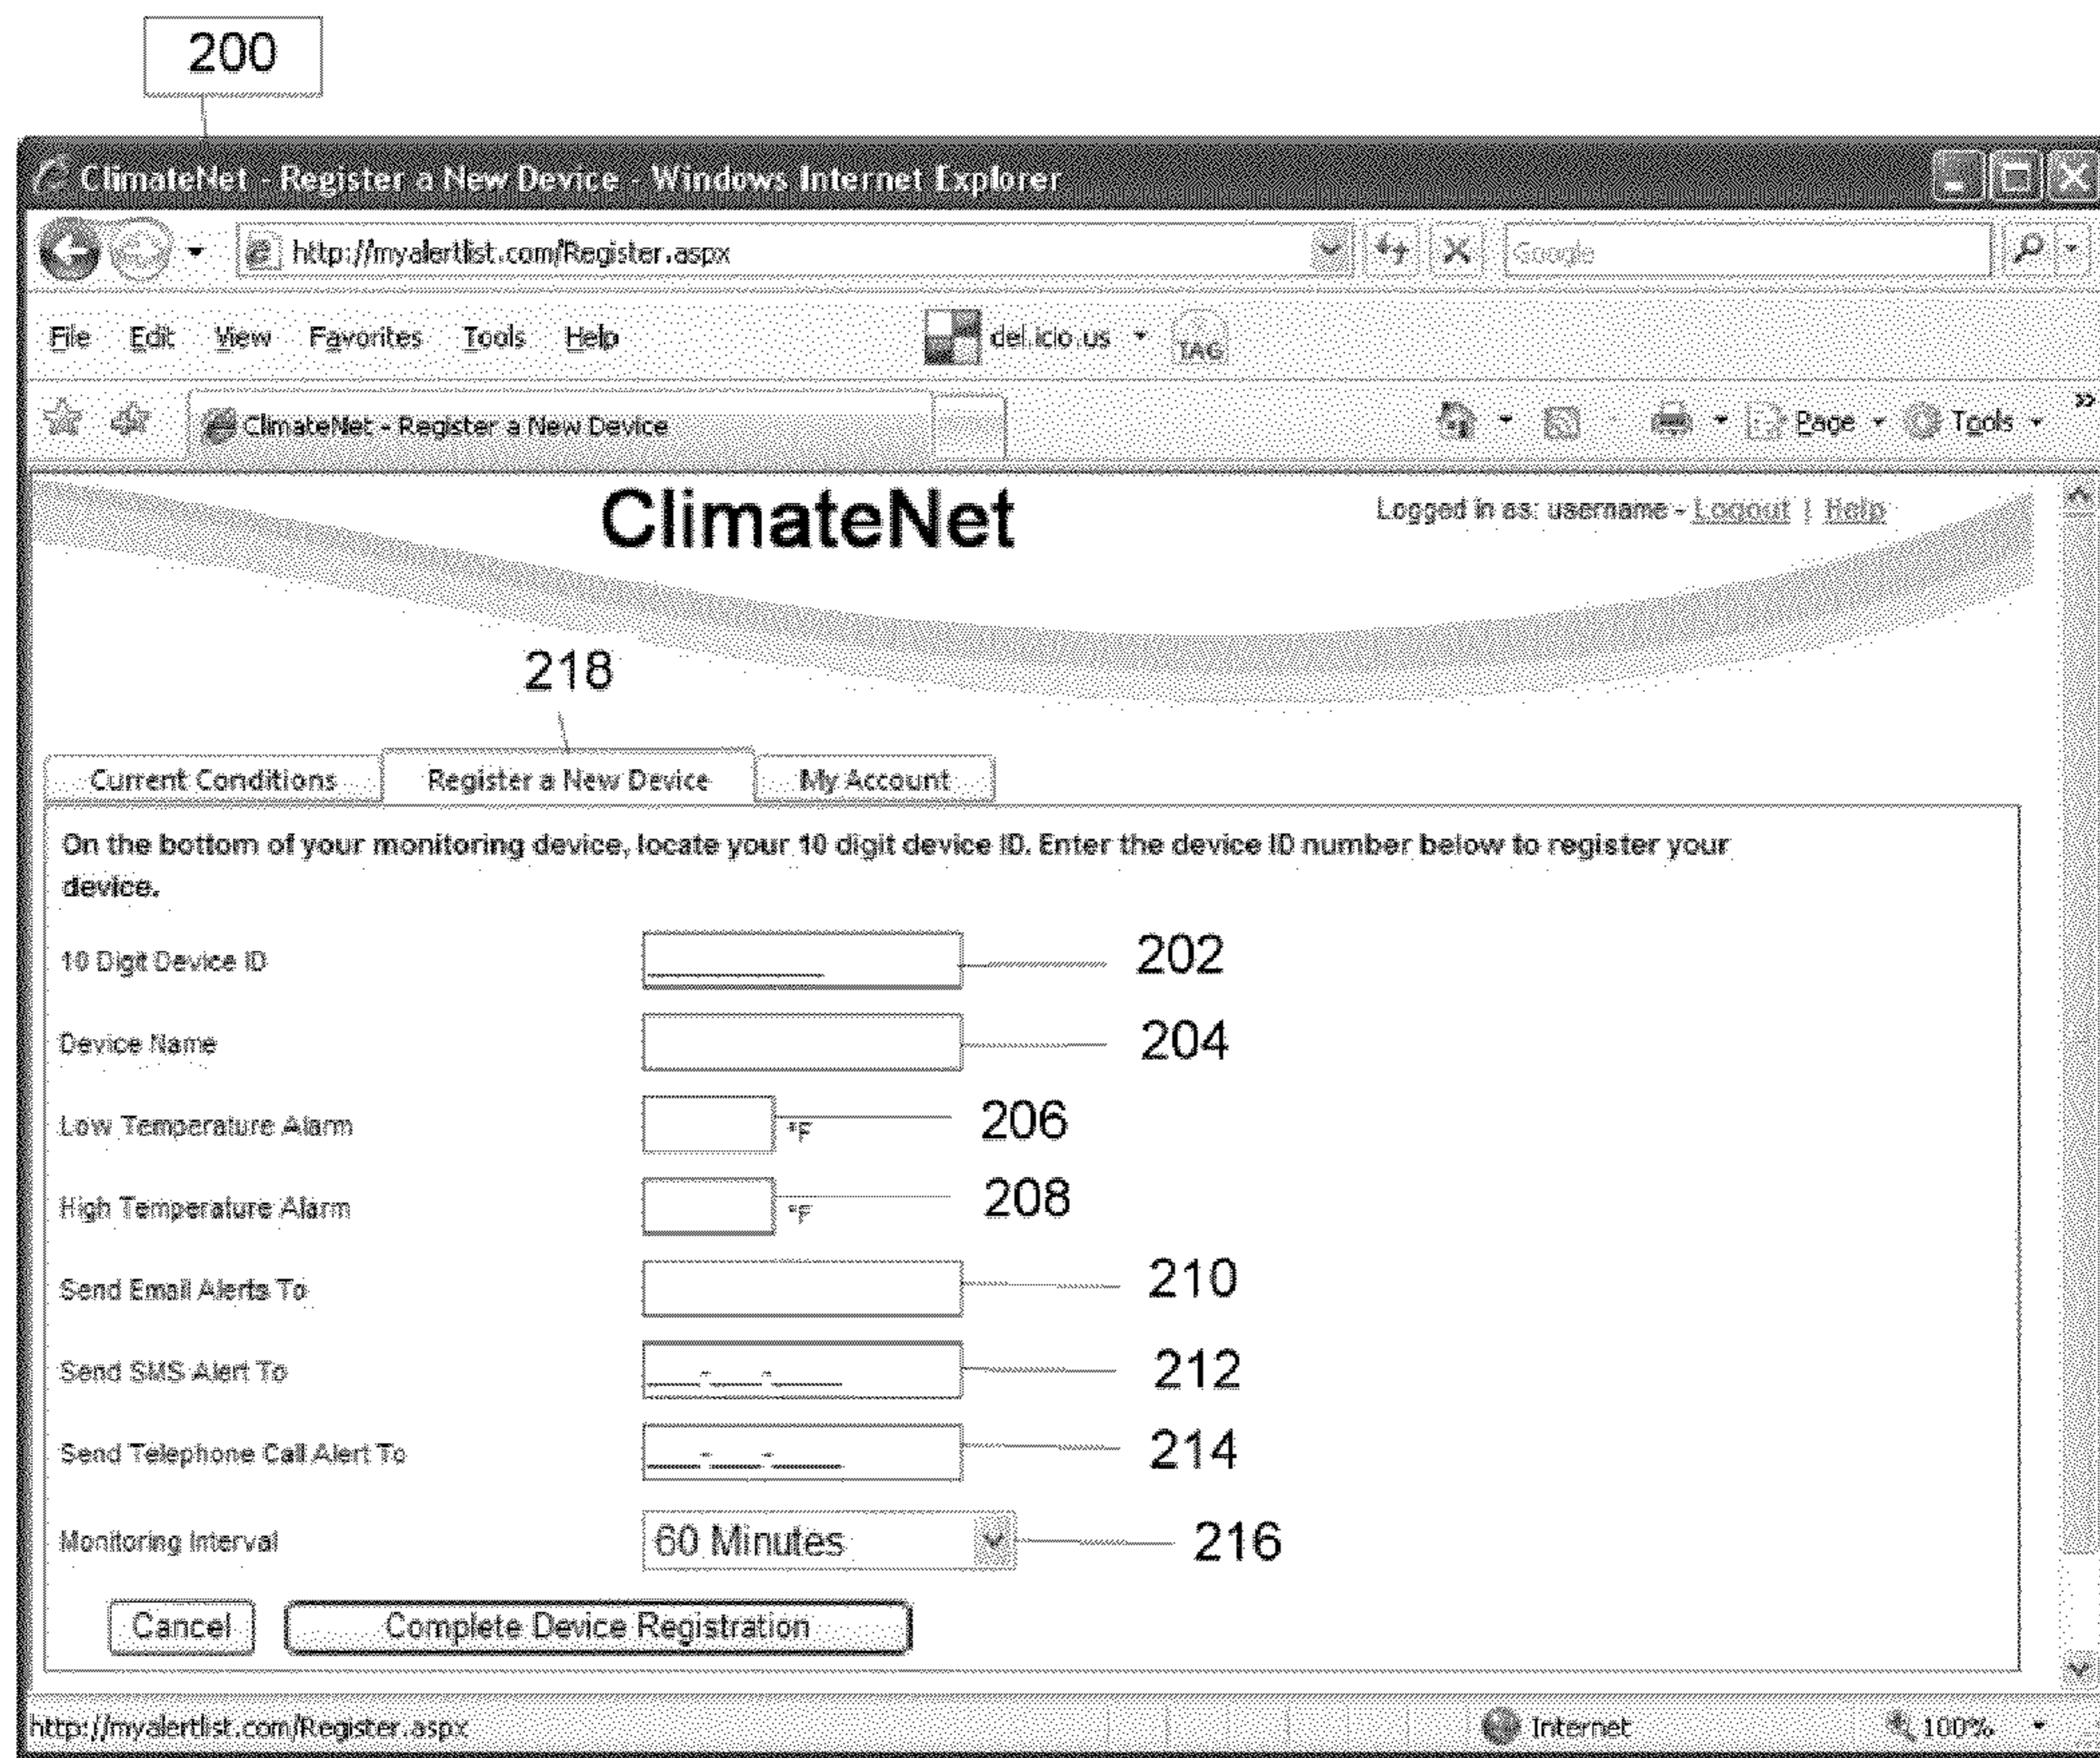 200
ClimateNet - Register a New Device - Windows Internet Explorer
http://myalertlist.com/Register.aspx
Google
File Edit View Favorites Tools Help
del.icio.us
TAG
ClimateNet - Register a New Device
Page Tools
ClimateNet
Logged in as: username - Logout | Help
218
Current Conditions Register a New Device My Account
On the bottom of your monitoring device, locate your 10 digit device ID. Enter the device ID number below to register your
device.
10 Digit Device ID 202
Device Name 204
Low Temperature Alarm °F 206
High Temperature Alarm °F 208
Send Email Alerts To 210
Send SMS Alert To ___-___-____ 212
Send Telephone Call Alert To ___-___-____ 214
Monitoring Interval 60 Minutes 216
Cancel Complete Device Registration
http://myalertlist.com/Register.aspx Internet 100%